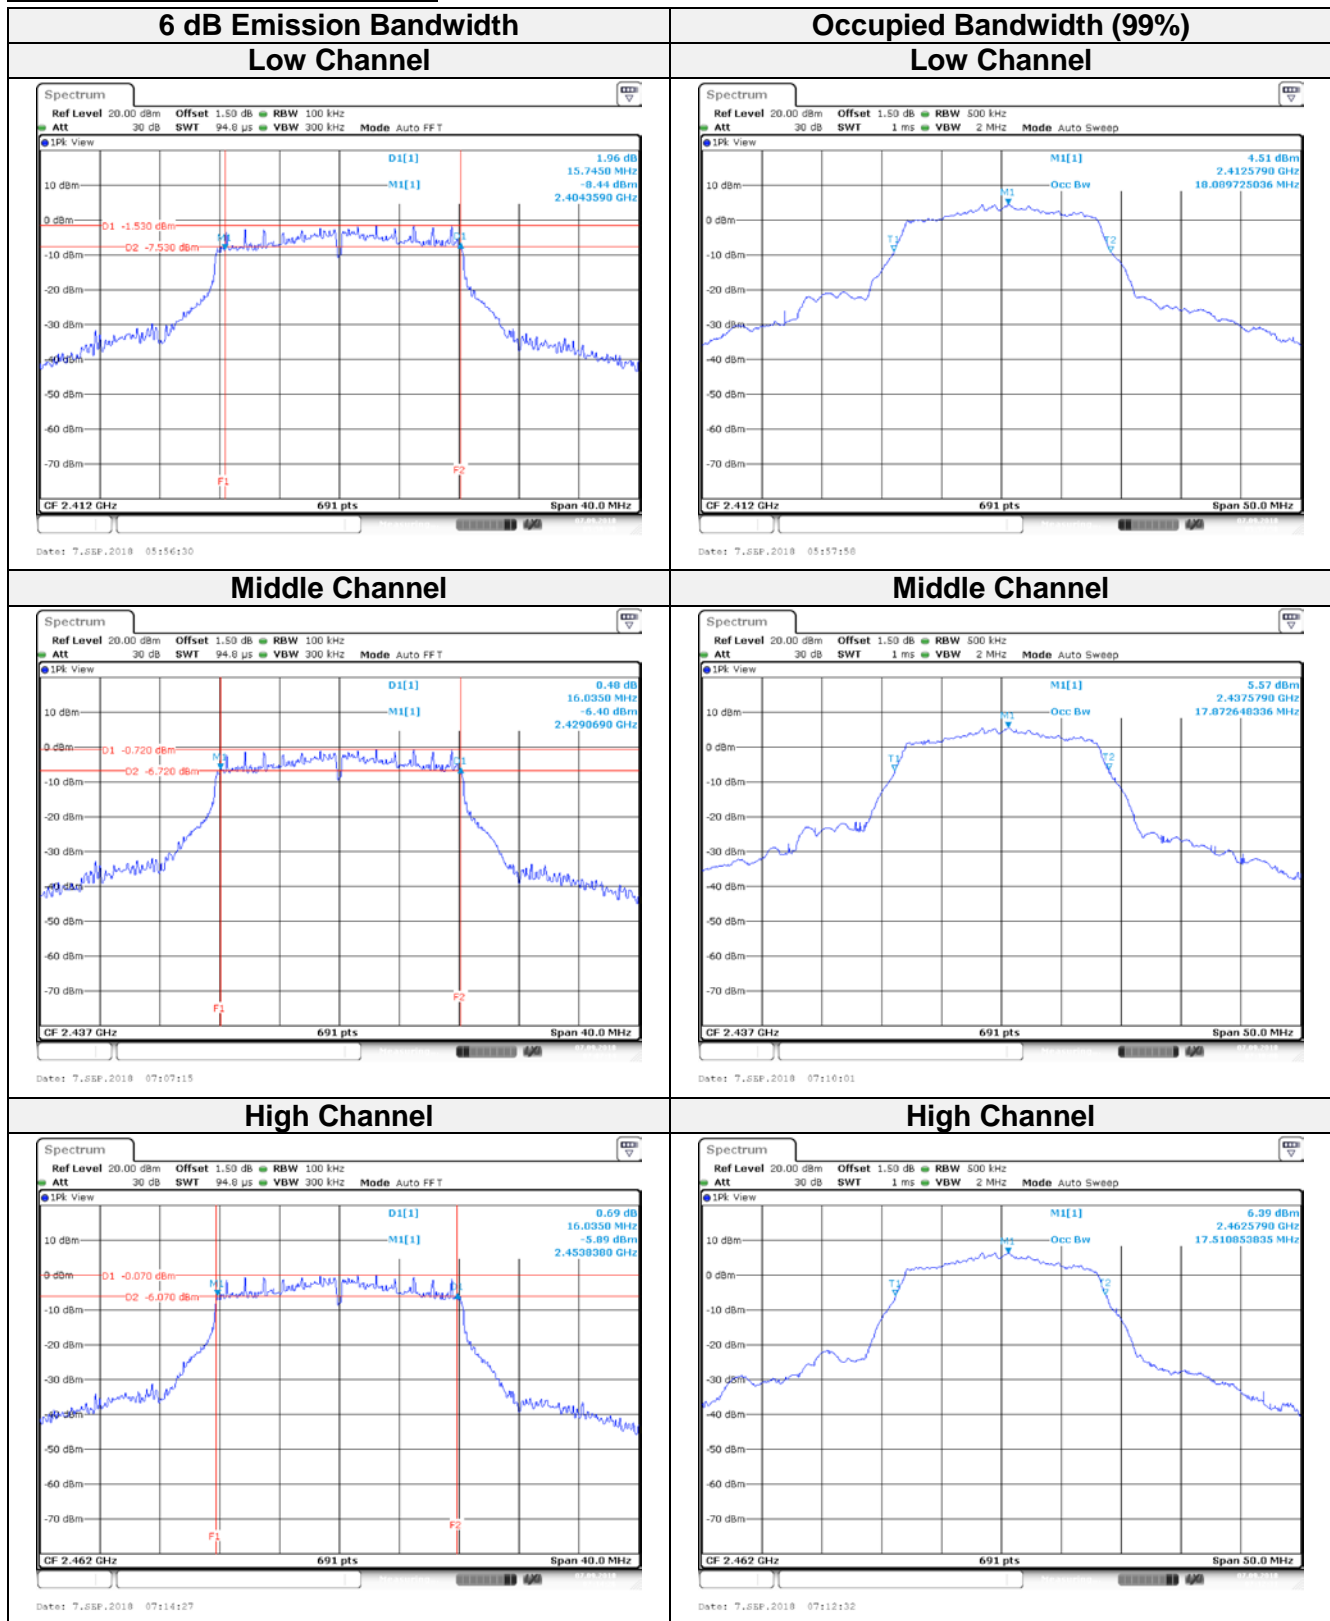 6 dB Emission Bandwidth
Occupied Bandwidth (99%)
Low Channel
Low Channel
Spectrum
Ref Level 20.00 dBm Offset 1.50 dB RBW 100 kHz
Att 30 dB SWT 94.8 µs VBW 300 kHz Mode Auto FFT
1Pk View
D1[1] 1.96 dB
15.7450 MHz
10 dBm
M1[1] -8.44 dBm
2.4043590 GHz
0 dBm
D1 -1.530 dBm
M1
D2 -7.530 dBm
-10 dBm
-20 dBm
-30 dBm
-40 dBm
-50 dBm
-60 dBm
-70 dBm
F1
F2
CF 2.412 GHz 691 pts Span 40.0 MHz
Date: 7.SEP.2018 05:56:30
Spectrum
Ref Level 20.00 dBm Offset 1.50 dB RBW 500 kHz
Att 30 dB SWT 1 ms VBW 2 MHz Mode Auto Sweep
1Pk View
M1[1] 4.51 dBm
2.4125790 GHz
10 dBm
Occ Bw 18.089725036 MHz
M1
0 dBm
T1
T2
-10 dBm
-20 dBm
-30 dBm
-40 dBm
-50 dBm
-60 dBm
-70 dBm
CF 2.412 GHz 691 pts Span 50.0 MHz
Date: 7.SEP.2018 05:57:58
Middle Channel
Middle Channel
Spectrum
Ref Level 20.00 dBm Offset 1.50 dB RBW 100 kHz
Att 30 dB SWT 94.8 µs VBW 300 kHz Mode Auto FFT
1Pk View
D1[1] 0.48 dB
16.0350 MHz
10 dBm
M1[1] -6.40 dBm
2.4290690 GHz
0 dBm
D1 -0.720 dBm
M1
D2 -6.720 dBm
-10 dBm
-20 dBm
-30 dBm
-40 dBm
-50 dBm
-60 dBm
-70 dBm
F1
F2
CF 2.437 GHz 691 pts Span 40.0 MHz
Date: 7.SEP.2018 07:07:15
Spectrum
Ref Level 20.00 dBm Offset 1.50 dB RBW 500 kHz
Att 30 dB SWT 1 ms VBW 2 MHz Mode Auto Sweep
1Pk View
M1[1] 5.57 dBm
2.4375790 GHz
10 dBm
Occ Bw 17.872648336 MHz
M1
0 dBm
T1
T2
-10 dBm
-20 dBm
-30 dBm
-40 dBm
-50 dBm
-60 dBm
-70 dBm
CF 2.437 GHz 691 pts Span 50.0 MHz
Date: 7.SEP.2018 07:10:01
High Channel
High Channel
Spectrum
Ref Level 20.00 dBm Offset 1.50 dB RBW 100 kHz
Att 30 dB SWT 94.8 µs VBW 300 kHz Mode Auto FFT
1Pk View
D1[1] 0.69 dB
16.0350 MHz
10 dBm
M1[1] -5.89 dBm
2.4538380 GHz
0 dBm
D1 -0.070 dBm
M1
D2 -6.070 dBm
-10 dBm
-20 dBm
-30 dBm
-40 dBm
-50 dBm
-60 dBm
-70 dBm
F1
F2
CF 2.462 GHz 691 pts Span 40.0 MHz
Date: 7.SEP.2018 07:14:27
Spectrum
Ref Level 20.00 dBm Offset 1.50 dB RBW 500 kHz
Att 30 dB SWT 1 ms VBW 2 MHz Mode Auto Sweep
1Pk View
M1[1] 6.39 dBm
2.4625790 GHz
10 dBm
Occ Bw 17.510853835 MHz
M1
0 dBm
T1
T2
-10 dBm
-20 dBm
-30 dBm
-40 dBm
-50 dBm
-60 dBm
-70 dBm
CF 2.462 GHz 691 pts Span 50.0 MHz
Date: 7.SEP.2018 07:12:32